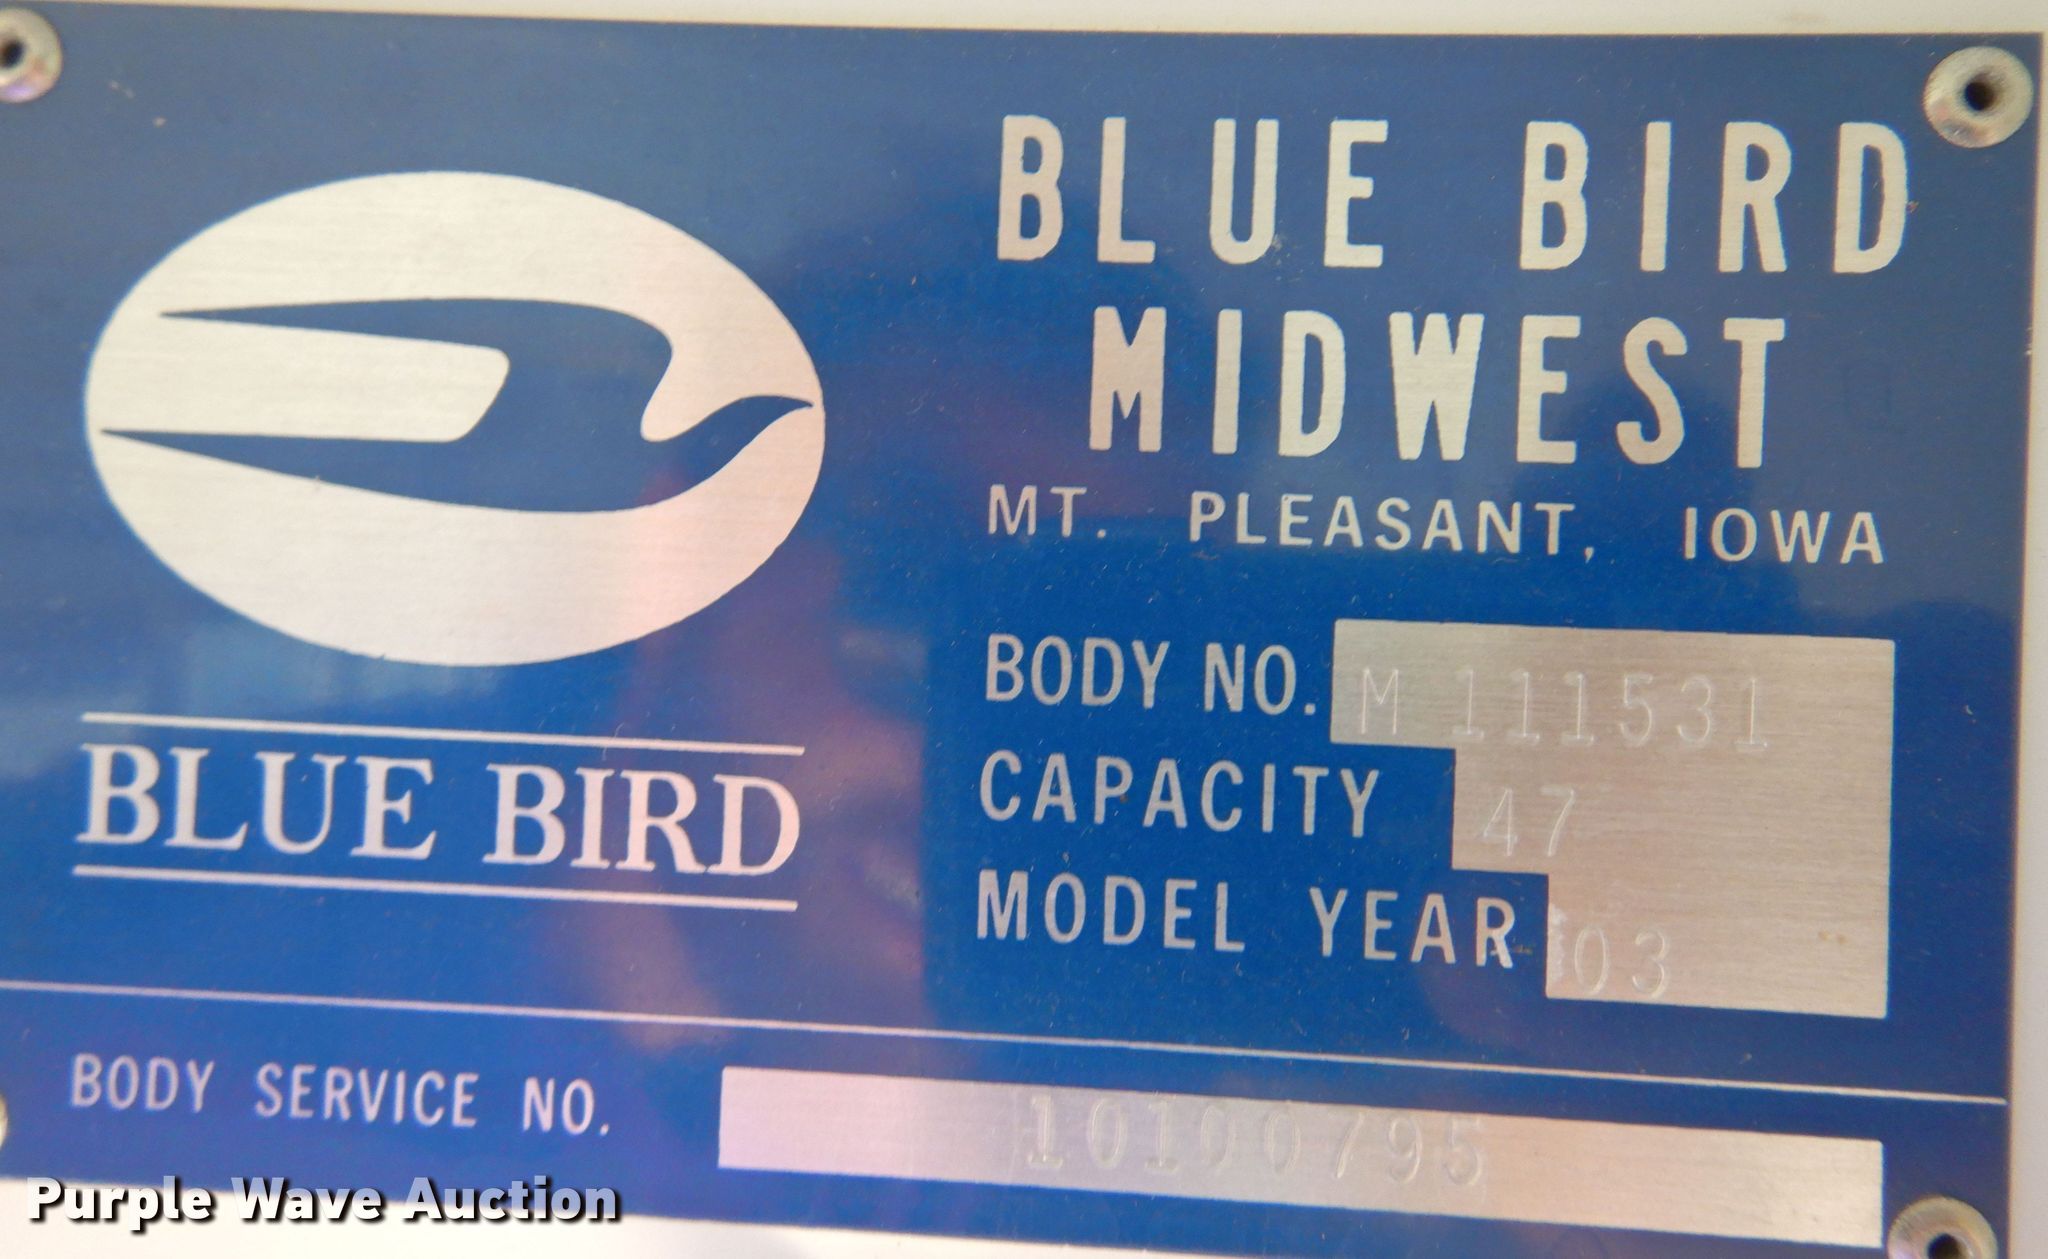 BLUE BIRD
MIDWEST
MT. PLEASANT, IOWA
BODY NO. M 111531
CAPACITY 47
MODEL YEAR 03
BLUE BIRD
BODY SERVICE NO. 10100795
Purple Wave Auction